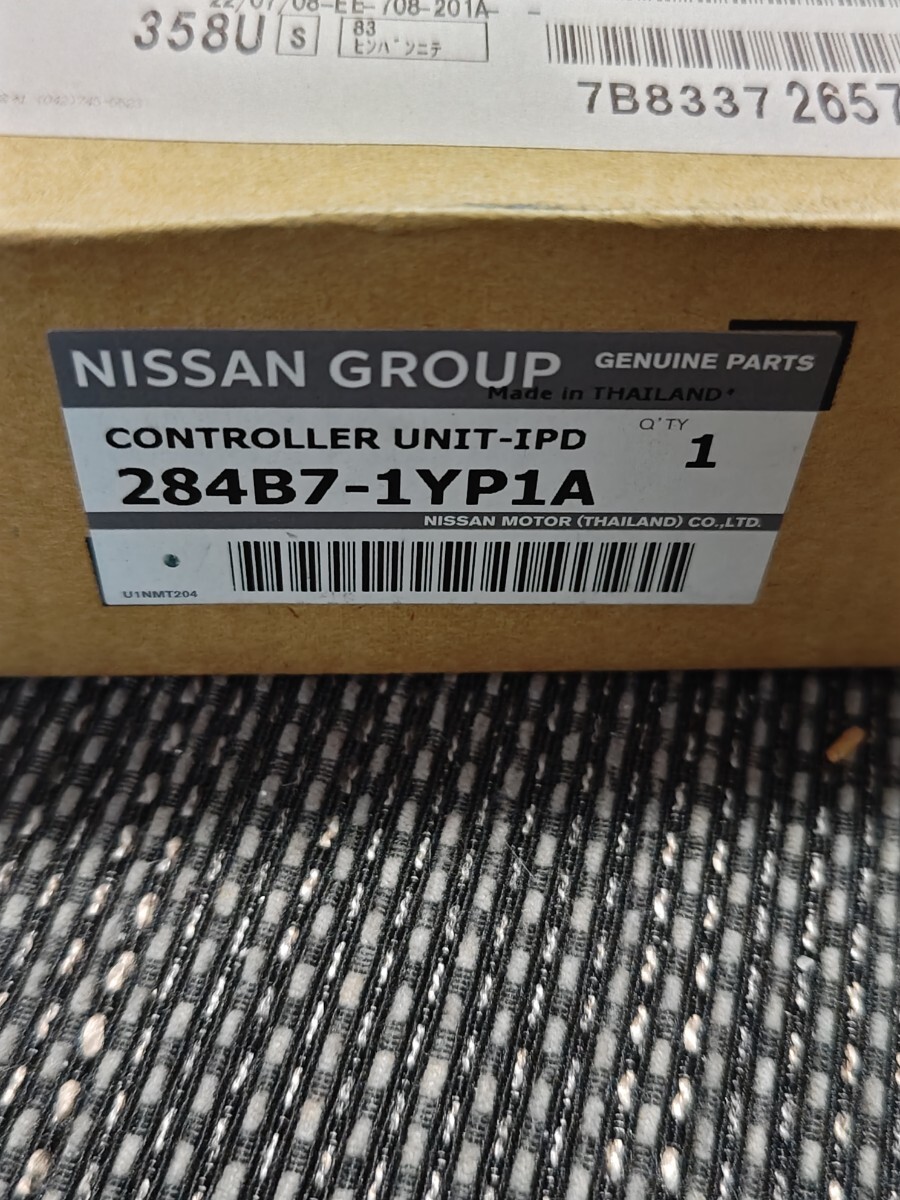 22/07/08-EE-708-201A
358U S 83
ヒンバンニテ
7B8337 2657
NISSAN GROUP GENUINE PARTS
Made in THAILAND*
CONTROLLER UNIT-IPD Q'TY
284B7-1YP1A 1
NISSAN MOTOR (THAILAND) CO.,LTD.
U1NMT204